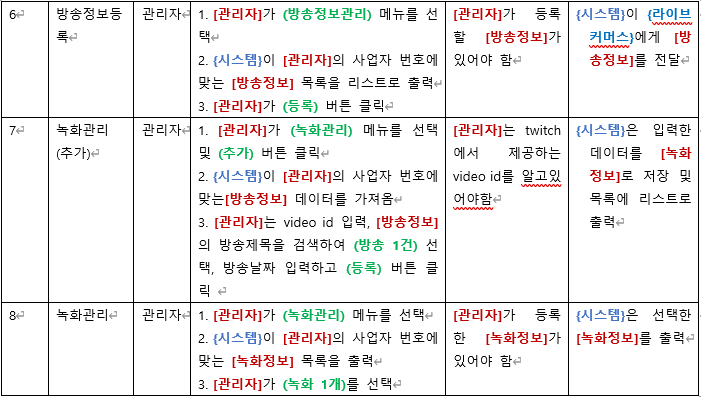 6
방송정보등
록
관리자
1. [관리자]가 (방송정보관리) 메뉴를 선
택
2. {시스템}이 [관리자]의 사업자 번호에
맞는 [방송정보] 목록을 리스트로 출력
3. [관리자]가 (등록) 버튼 클릭
[관리자]가 등록
할 [방송정보]가
있어야 함
{시스템}이 {라이브
커머스}에게 [방
송정보]를 전달
7
녹화관리
(추가)
관리자
1. [관리자]가 (녹화관리) 메뉴를 선택
및 (추가) 버튼 클릭
2. {시스템}이 [관리자]의 사업자 번호에
맞는[방송정보] 데이터를 가져옴
3. [관리자]는 video id 입력, [방송정보]
의 방송제목을 검색하여 (방송 1건) 선
택, 방송날짜 입력하고 (등록) 버튼 클
릭
[관리자]는 twitch
에서 제공하는
video id를 알고있
어야함
{시스템}은 입력한
데이터를 [녹화
정보]로 저장 및
목록에 리스트로
출력
8
녹화관리
관리자
1. [관리자]가 (녹화관리) 메뉴를 선택
2. {시스템}이 [관리자]의 사업자 번호에
맞는 [녹화정보] 목록을 출력
3. [관리자]가 (녹화 1개)를 선택
[관리자]가 등록
한 [녹화정보]가
있어야 함
{시스템}은 선택한
[녹화정보]를 출력